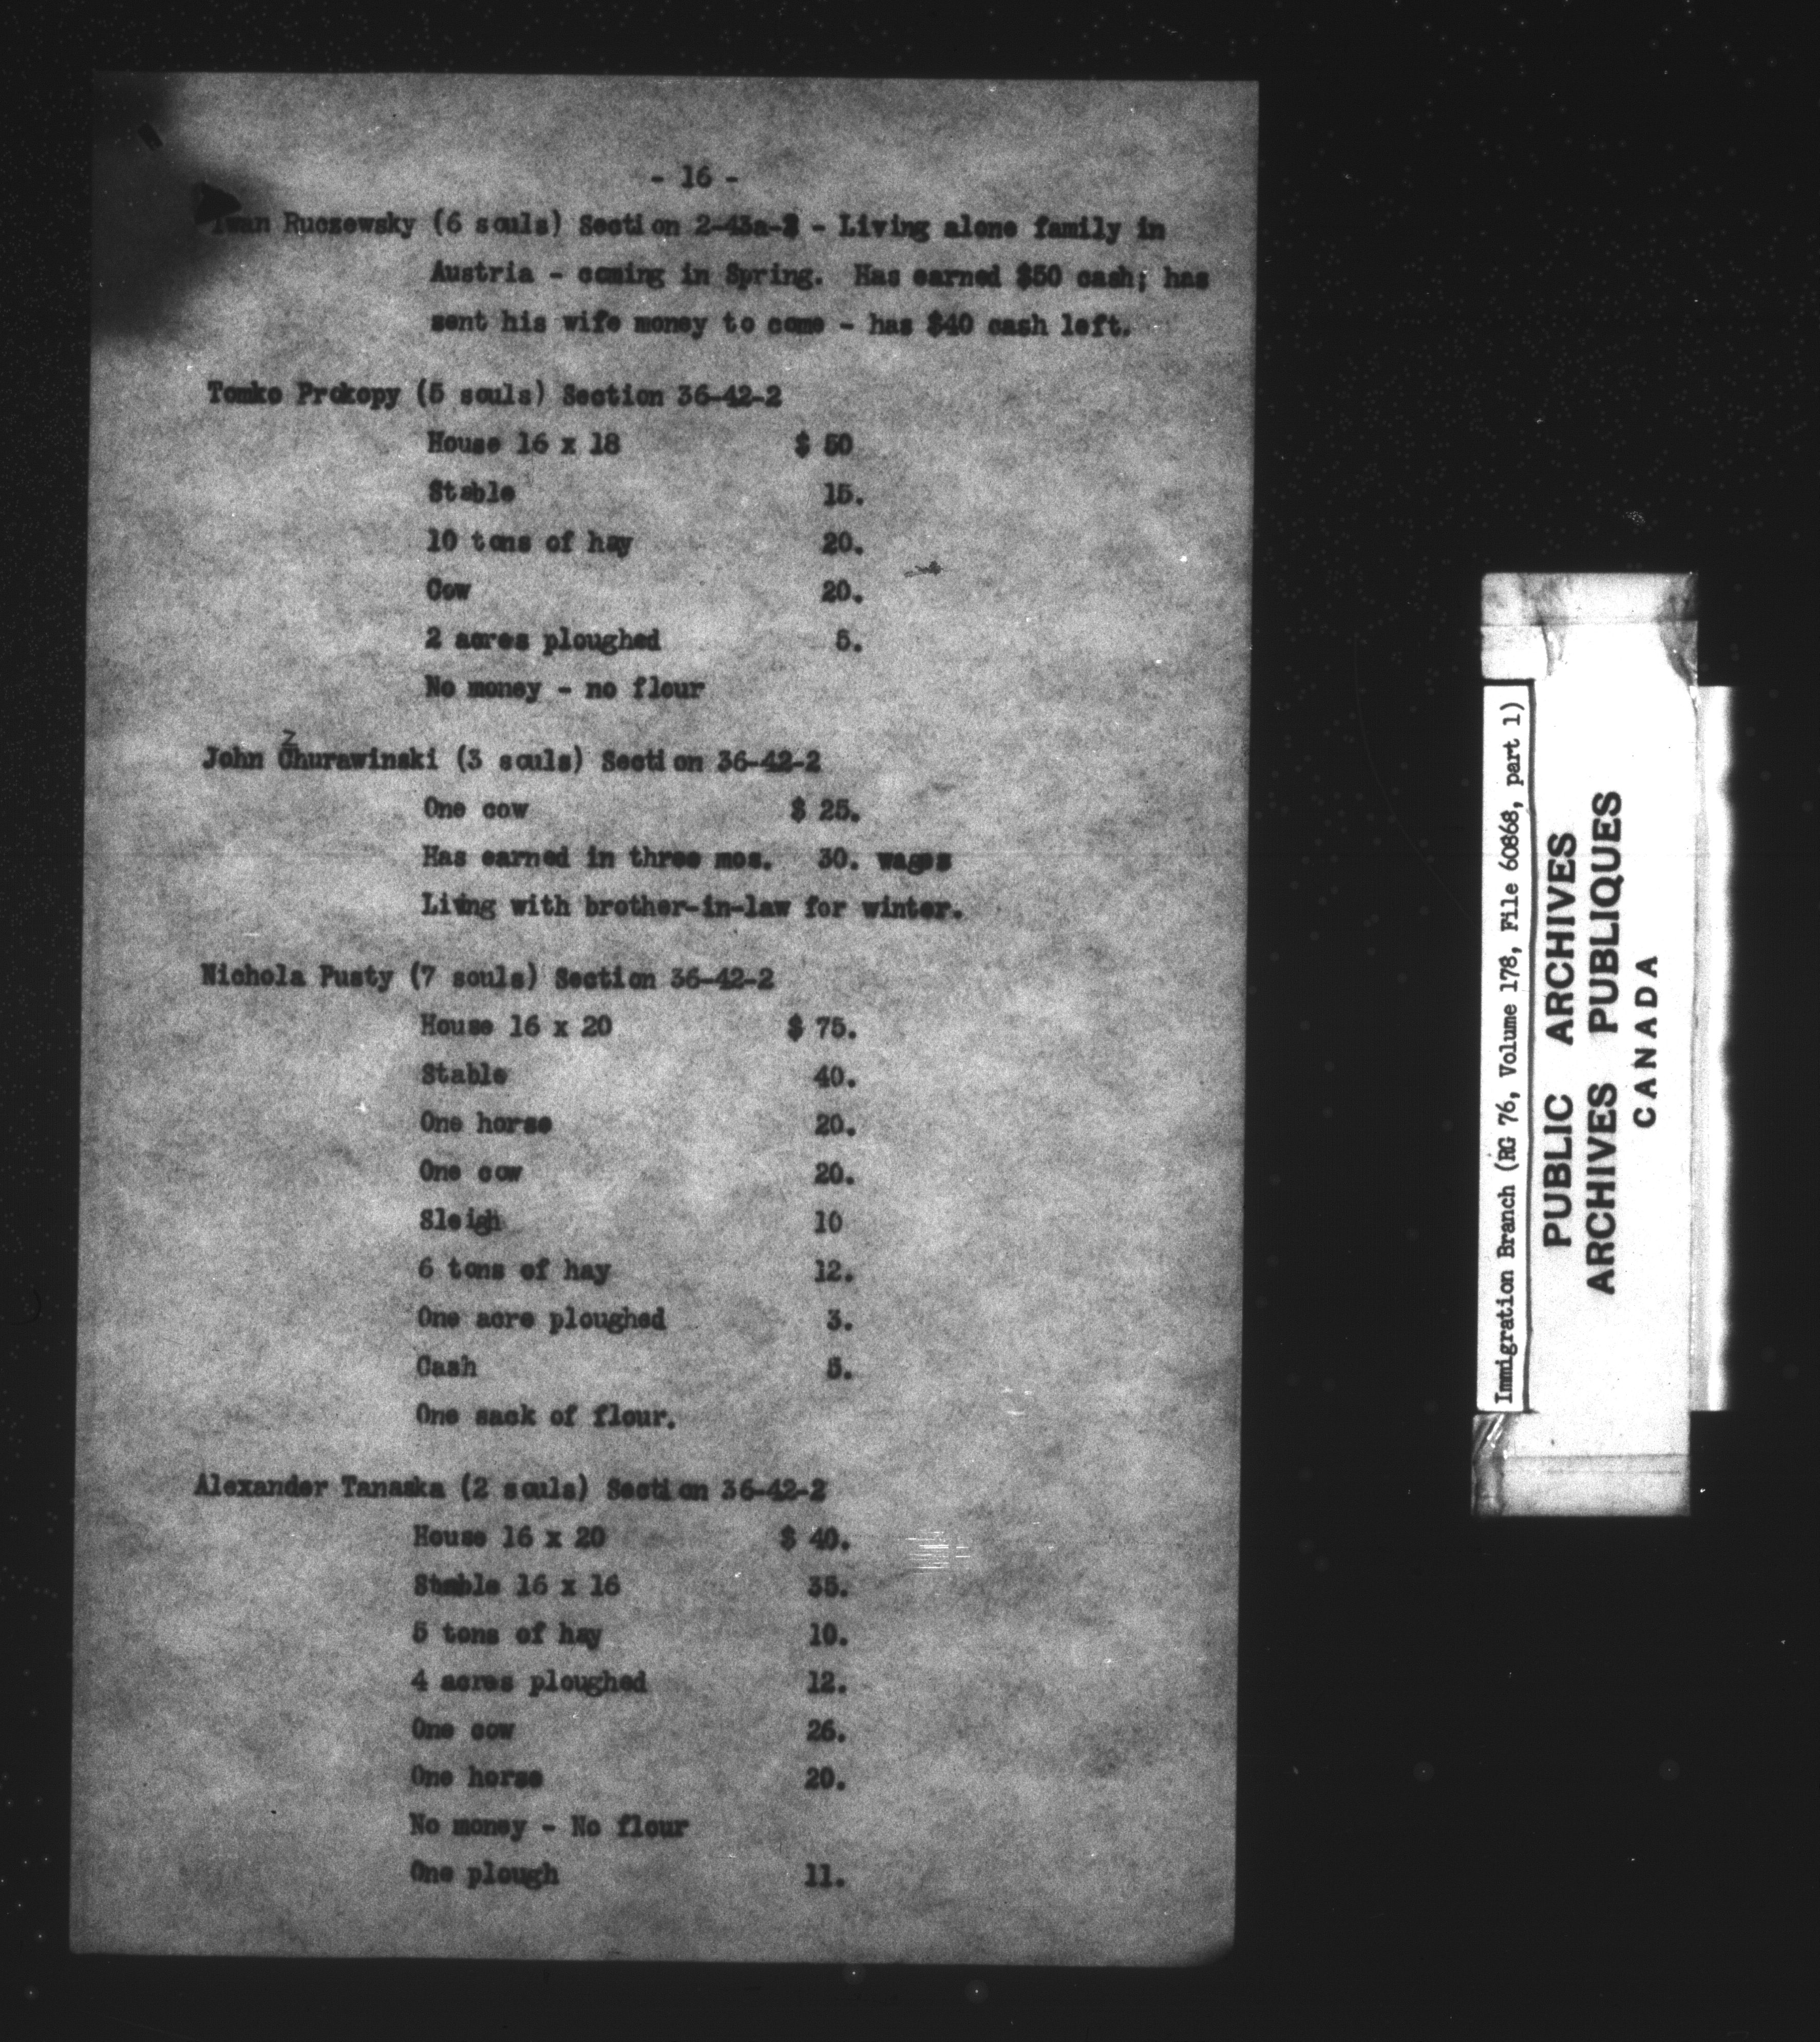 - 16 -
Iwan Ruczewsky (6 souls) Section 2-43a-2 - Living alone family in
Austria - coming in Spring. Has earned $50 cash; has
sent his wife money to come - has $40 cash left.
Tomko Prokopy (5 souls) Section 36-42-2
House 16 x 18 $ 50
Stable 15.
10 tons of hay 20.
Cow 20.
2 acres ploughed 5.
No money - no flour
Z
John Churawinski (3 souls) Section 36-42-2
One cow $ 25.
Has earned in three mos. 30. wages
Living with brother-in-law for winter.
Nichola Pusty (7 souls) Section 36-42-2
House 16 x 20 $ 75.
Stable 40.
One horse 20.
One cow 20.
Sleigh 10
6 tons of hay 12.
One acre ploughed 3.
Cash 5.
One sack of flour.
Alexander Tanaska (2 souls) Section 36-42-2
House 16 x 20 $ 40.
Stable 16 x 16 35.
5 tons of hay 10.
4 acres ploughed 12.
One cow 26.
One horse 20.
No money - No flour
One plough 11.
Immigration Branch (RG 76, Volume 178, File 60868, part 1)
PUBLIC ARCHIVES
ARCHIVES PUBLIQUES
CANADA